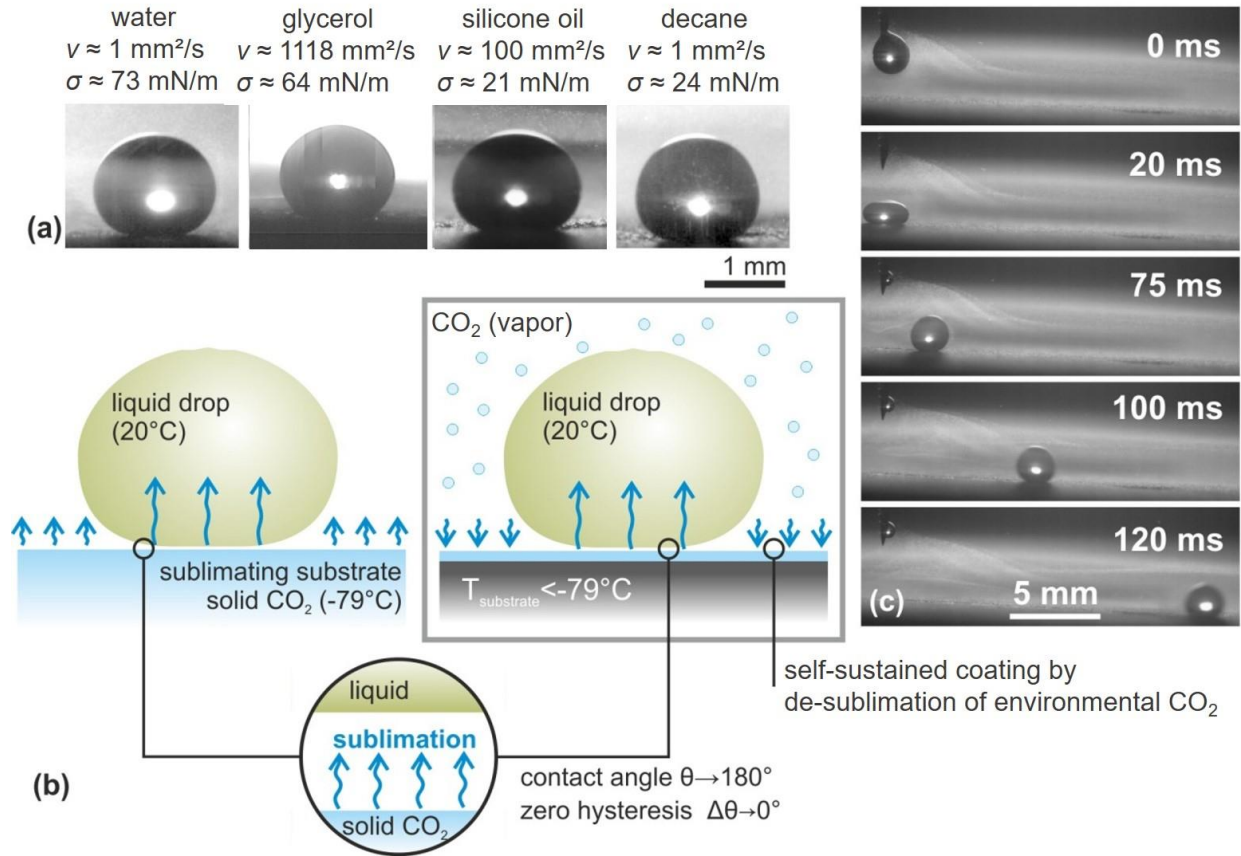 water
ν ≈ 1 mm²/s
σ ≈ 73 mN/m
glycerol
ν ≈ 1118 mm²/s
σ ≈ 64 mN/m
silicone oil
ν ≈ 100 mm²/s
σ ≈ 21 mN/m
decane
ν ≈ 1 mm²/s
σ ≈ 24 mN/m
(a)
1 mm
liquid drop
(20°C)
sublimating substrate
solid CO₂ (-79°C)
CO₂ (vapor)
liquid drop
(20°C)
T_substrate<-79°C
self-sustained coating by
de-sublimation of environmental CO₂
liquid
sublimation
solid CO₂
contact angle θ→180°
zero hysteresis Δθ→0°
(b)
0 ms
20 ms
75 ms
100 ms
120 ms
(c)
5 mm